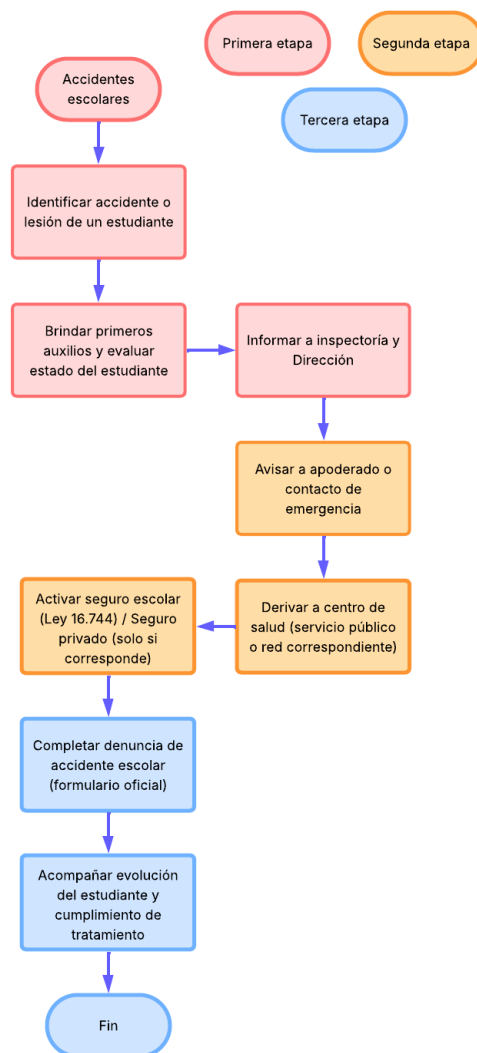 Primera etapa
Segunda etapa
Tercera etapa
Accidentes
escolares
Identificar accidente o
lesión de un estudiante
Brindar primeros
auxilios y evaluar
estado del estudiante
Informar a inspectoría y
Dirección
Avisar a apoderado o
contacto de
emergencia
Derivar a centro de
salud (servicio público
o red correspondiente)
Activar seguro escolar
(Ley 16.744) / Seguro
privado (solo si
corresponde)
Completar denuncia de
accidente escolar
(formulario oficial)
Acompañar evolución
del estudiante y
cumplimiento de
tratamiento
Fin